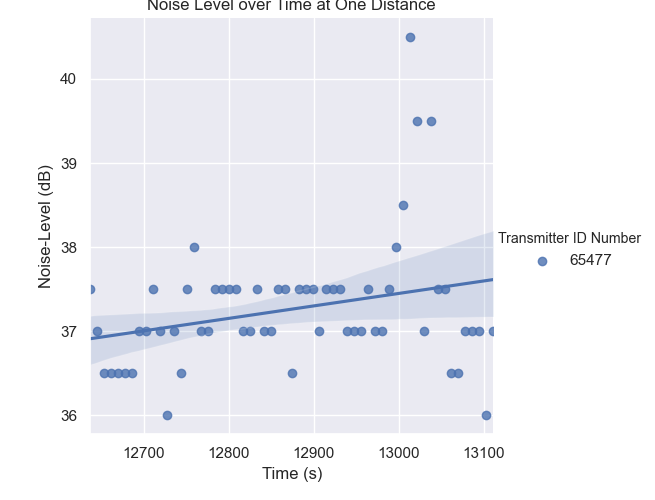 Noise Level over Time at One Distance
40
39
38
37
36
Noise-Level (dB)
12700 12800 12900 13000 13100
Time (s)
Transmitter ID Number
65477